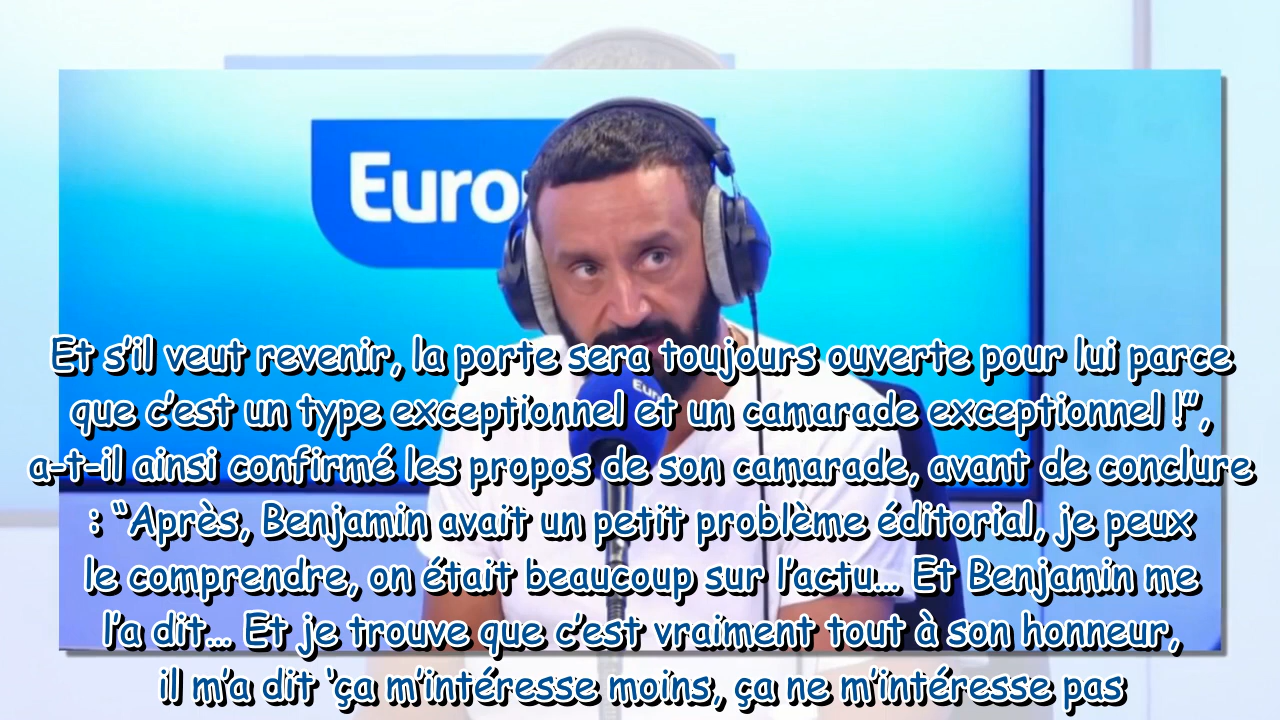 Euro
Euro
Et s’il veut revenir, la porte sera toujours ouverte pour lui parce
que c’est un type exceptionnel et un camarade exceptionnel !”,
a-t-il ainsi confirmé les propos de son camarade, avant de conclure
: “Après, Benjamin avait un petit problème éditorial, je peux
le comprendre, on était beaucoup sur l’actu... Et Benjamin me
l’a dit... Et je trouve que c’est vraiment tout à son honneur,
il m’a dit ‘ça m’intéresse moins, ça ne m’intéresse pas